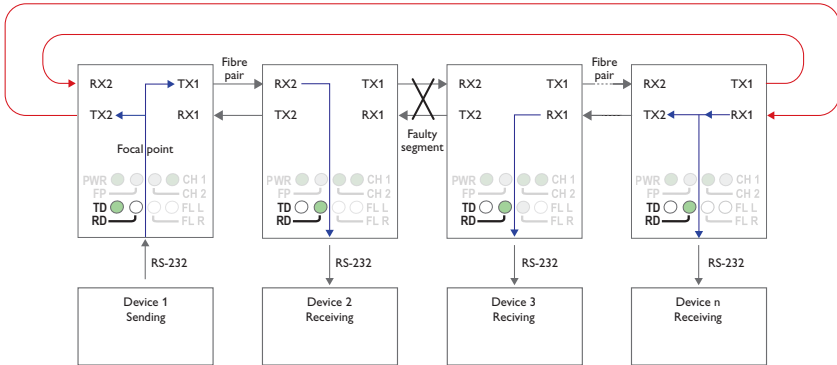 Fibre
pair
Fibre
pair
RX2
TX1
RX2
TX1
RX2
TX1
RX2
TX1
TX2
RX1
TX2
RX1
TX2
RX1
TX2
RX1
Faulty
segment
Focal point
PWR
CH 1
FP
CH 2
TD
FL L
RD
FL R
PWR
CH 1
FP
CH 2
TD
FL L
RD
FL R
PWR
CH 1
FP
CH 2
TD
FL L
RD
FL R
PWR
CH 1
FP
CH 2
TD
FL L
RD
FL R
RS-232
RS-232
RS-232
RS-232
Device 1
Sending
Device 2
Receiving
Device 3
Reciving
Device n
Receiving